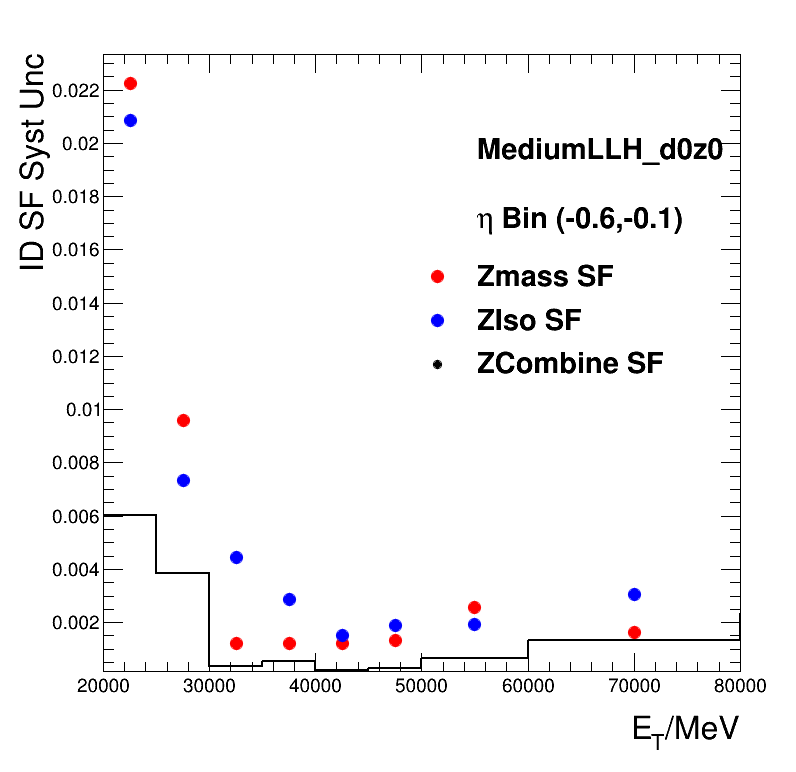 ID SF Syst Unc
0.022
0.02
0.018
0.016
0.014
0.012
0.01
0.008
0.006
0.004
0.002
MediumLLH_d0z0
η Bin (-0.6,-0.1)
Zmass SF
ZIso SF
ZCombine SF
20000 30000 40000 50000 60000 70000 80000
E_T/MeV